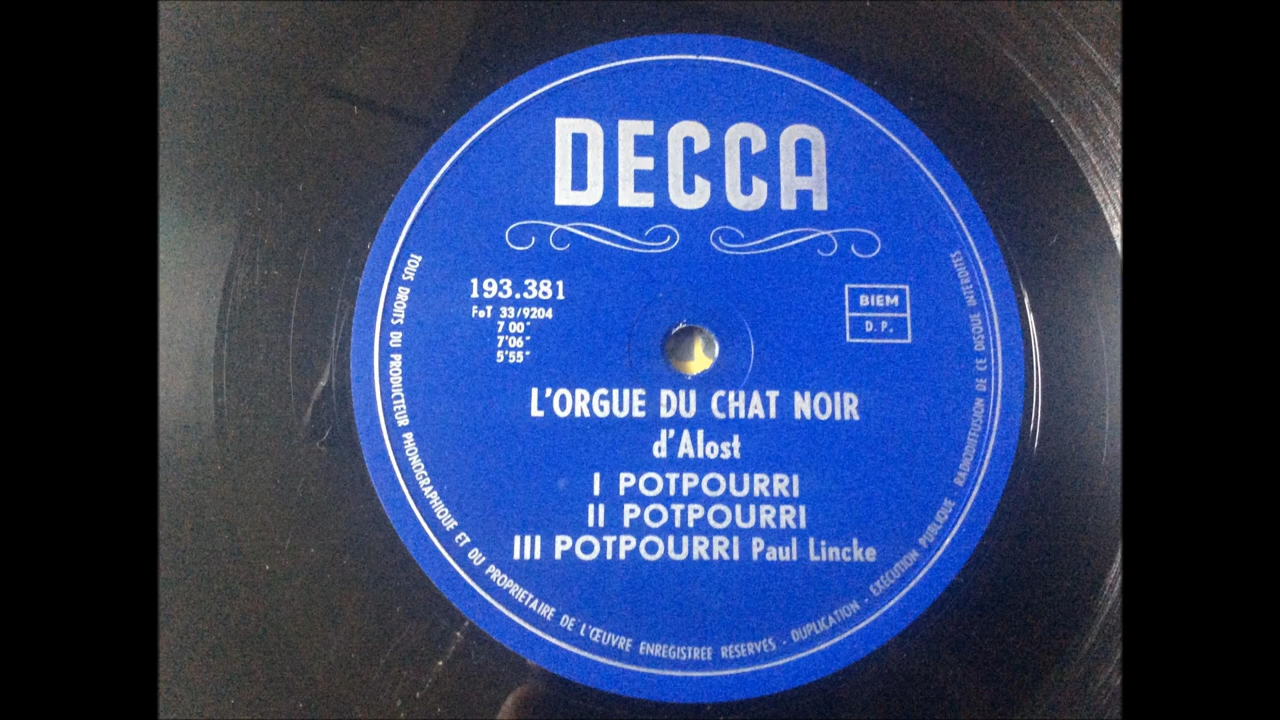 DECCA
193.381
FoT 33/9204
7 00"
7'06"
5'55"
BIEM
D.P.
L'ORGUE DU CHAT NOIR
d'Alost
I POTPOURRI
II POTPOURRI
III POTPOURRI Paul Lincke
TOUS DROITS DU PRODUCTEUR PHONOGRAPHIQUE ET DU PROPRIETAIRE DE L'ŒUVRE ENREGISTREE RESERVES - DUPLICATION - EXECUTION PUBLIQUE RADIODIFFUSION DE CE DISQUE INTERDITES